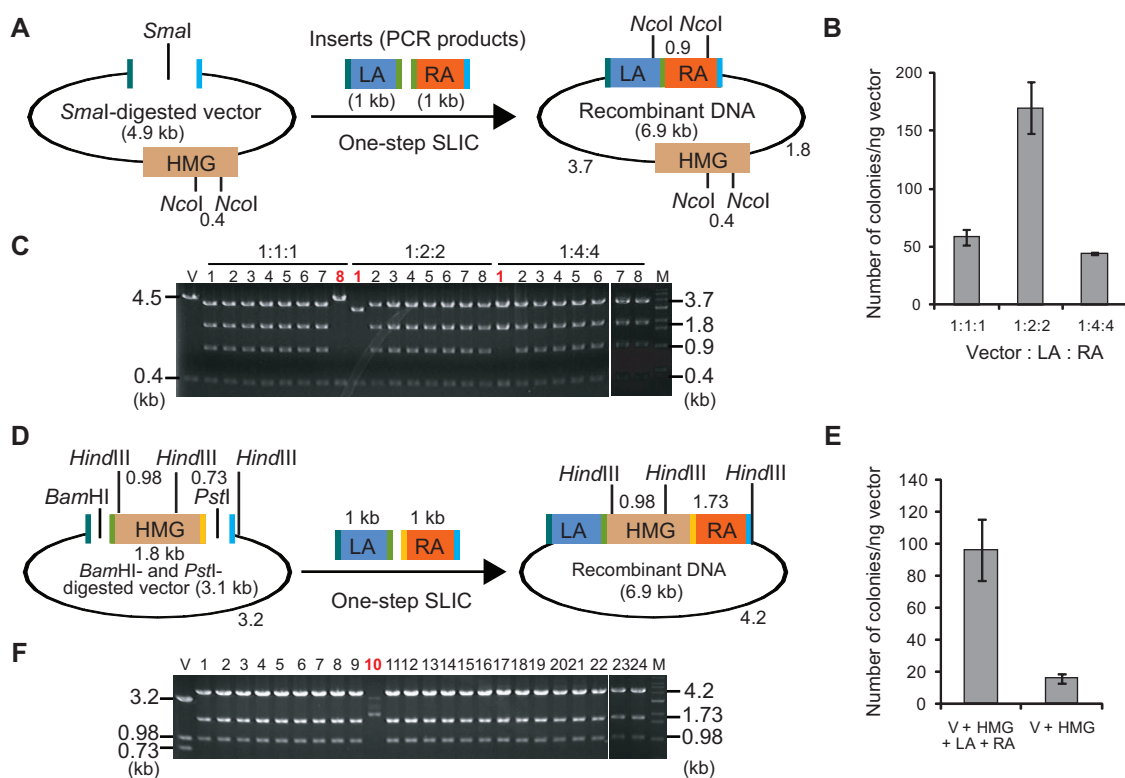 A
SmaI
SmaI-digested vector
(4.9 kb)
HMG
NcoI NcoI
0.4
Inserts (PCR products)
LA RA
(1 kb) (1 kb)
One-step SLIC
NcoI NcoI
0.9
LA RA
Recombinant DNA
(6.9 kb)
3.7
1.8
HMG
NcoI NcoI
0.4
B
Number of colonies/ng vector
200
150
100
50
0
1:1:1 1:2:2 1:4:4
Vector : LA : RA
C
1:1:1 1:2:2 1:4:4
V 1 2 3 4 5 6 7 8 1 2 3 4 5 6 7 8 1 2 3 4 5 6 7 8 M
4.5
0.4
(kb)
3.7
1.8
0.9
0.4
(kb)
D
HindIII HindIII HindIII
0.98 0.73
BamHI PstI
HMG
1.8 kb
BamHI- and PstI-
digested vector (3.1 kb)
3.2
1 kb 1 kb
LA RA
One-step SLIC
HindIII HindIII HindIII
0.98 1.73
LA HMG RA
Recombinant DNA
(6.9 kb)
4.2
E
Number of colonies/ng vector
140
120
100
80
60
40
20
0
V + HMG
+ LA + RA
V + HMG
F
V 1 2 3 4 5 6 7 8 9 10 11 12 13 14 15 16 17 18 19 20 21 22 23 24 M
3.2
0.98
0.73
(kb)
4.2
1.73
0.98
(kb)